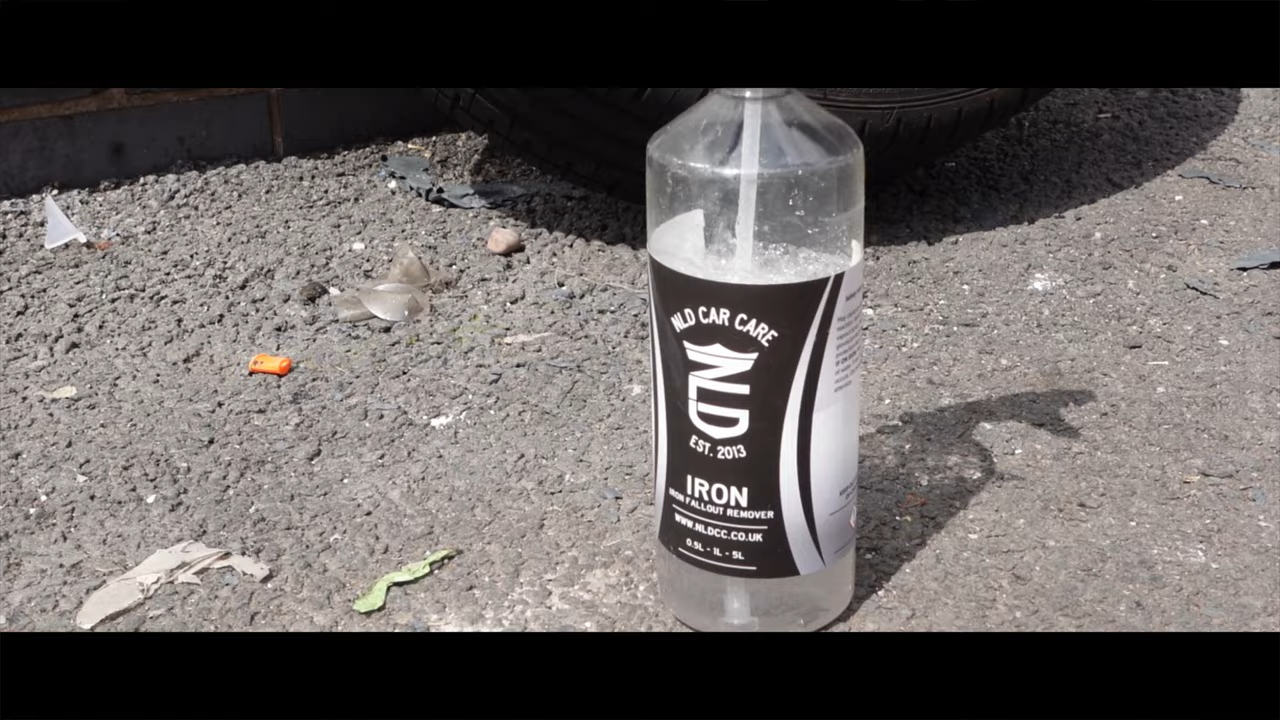 NLD CAR CARE
NLD
EST. 2013
IRON
IRON FALLOUT REMOVER
WWW.NLDCC.CO.UK
0.5L - 1L - 5L